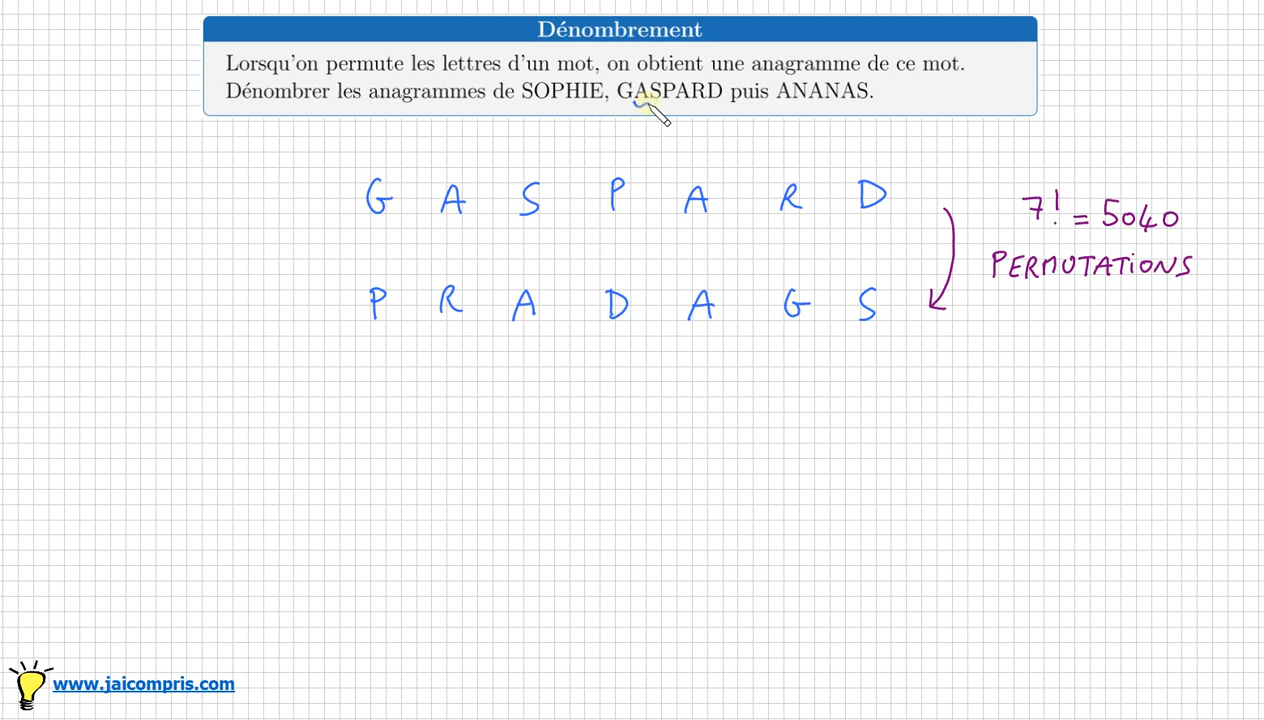 Dénombrement
Lorsqu'on permute les lettres d'un mot, on obtient une anagramme de ce mot.
Dénombrer les anagrammes de SOPHIE, GASPARD puis ANANAS.
G A S P A R D
7! = 5040
PERMUTATIONS
P R A D A G S
www.jaicompris.com